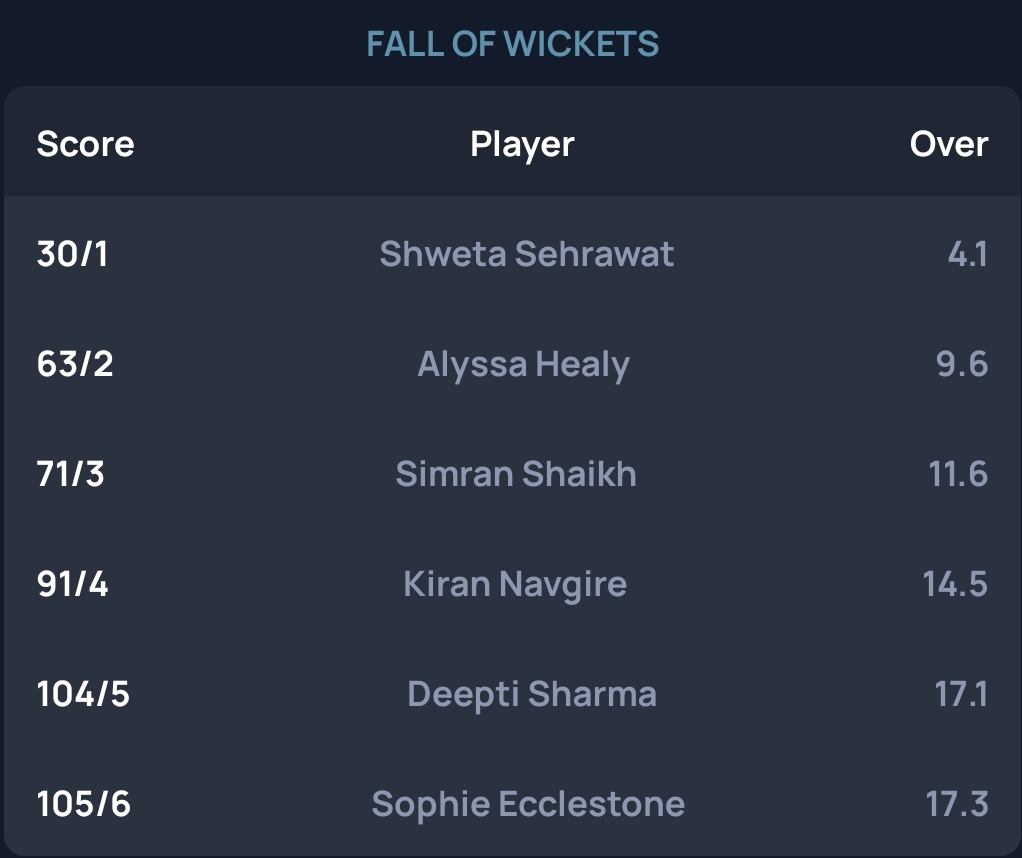 FALL OF WICKETS
Score Player Over
30/1 Shweta Sehrawat 4.1
63/2 Alyssa Healy 9.6
71/3 Simran Shaikh 11.6
91/4 Kiran Navgire 14.5
104/5 Deepti Sharma 17.1
105/6 Sophie Ecclestone 17.3